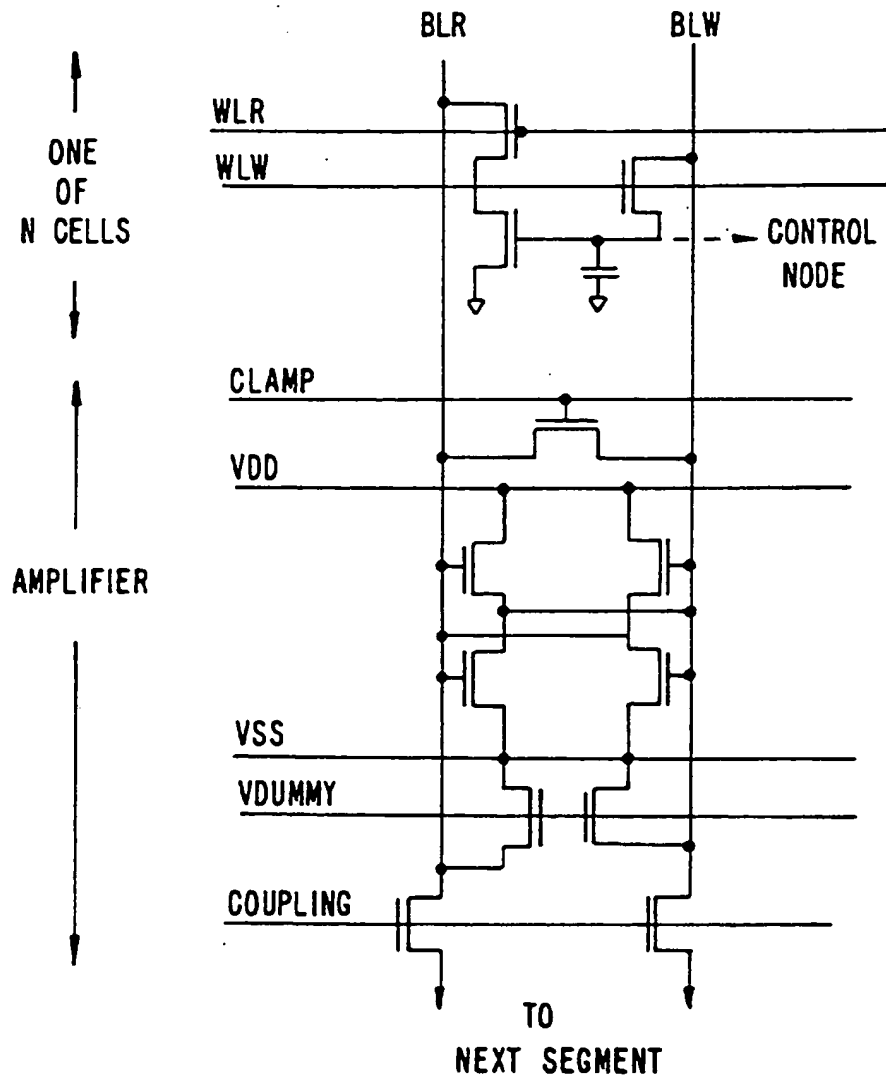 BLR
BLW
WLR
WLW
ONE
OF
N CELLS
CONTROL
NODE
CLAMP
VDD
AMPLIFIER
VSS
VDUMMY
COUPLING
TO
NEXT SEGMENT